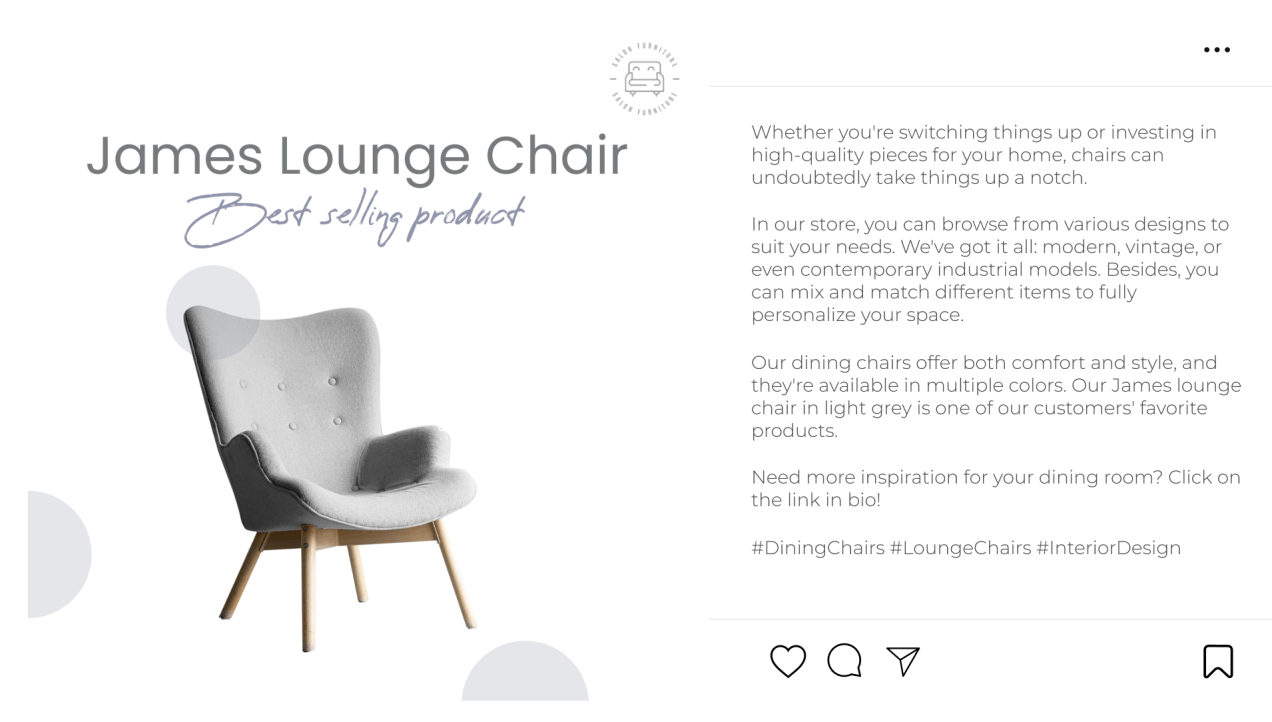 SALON FURNITURE
SALON FURNITURE
James Lounge Chair
Best selling product
Whether you're switching things up or investing in
high-quality pieces for your home, chairs can
undoubtedly take things up a notch.
In our store, you can browse from various designs to
suit your needs. We've got it all: modern, vintage, or
even contemporary industrial models. Besides, you
can mix and match different items to fully
personalize your space.
Our dining chairs offer both comfort and style, and
they're available in multiple colors. Our James lounge
chair in light grey is one of our customers' favorite
products.
Need more inspiration for your dining room? Click on
the link in bio!
#DiningChairs #LoungeChairs #InteriorDesign